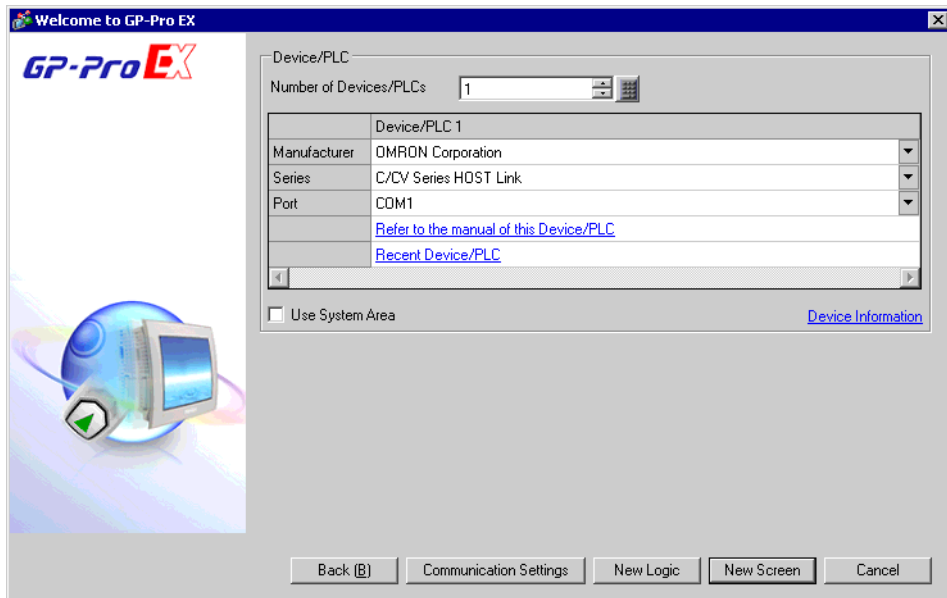 Welcome to GP-Pro EX
GP-Pro EX
Device/PLC
Number of Devices/PLCs 1
Device/PLC 1
Manufacturer OMRON Corporation
Series C/CV Series HOST Link
Port COM1
Refer to the manual of this Device/PLC
Recent Device/PLC
Use System Area Device Information
Back (B) Communication Settings New Logic New Screen Cancel